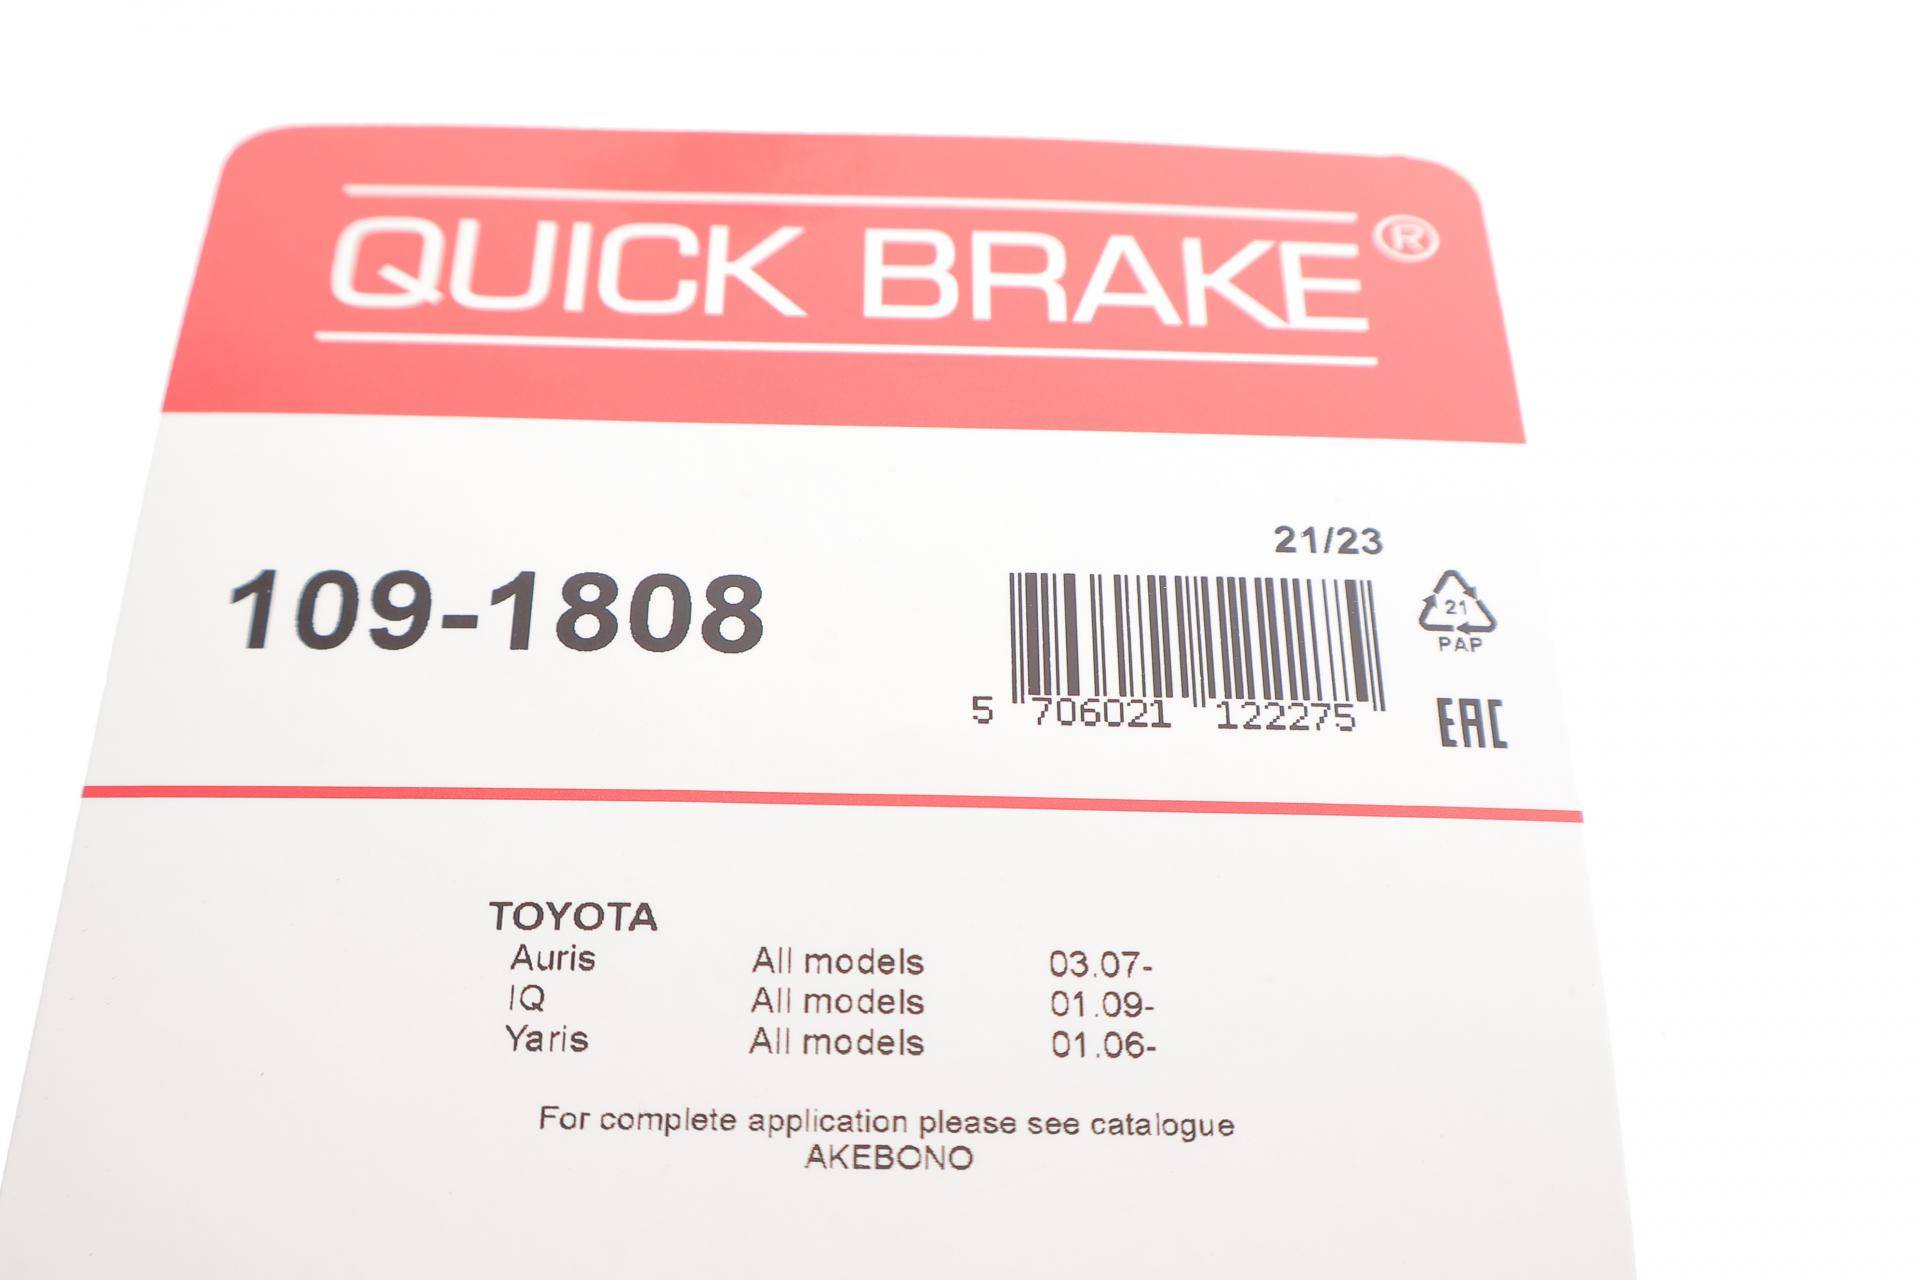 QUICK BRAKE®
21/23
109-1808
21
PAP
5 706021 122275
EAC
TOYOTA
Auris All models 03.07-
IQ All models 01.09-
Yaris All models 01.06-
For complete application please see catalogue
AKEBONO